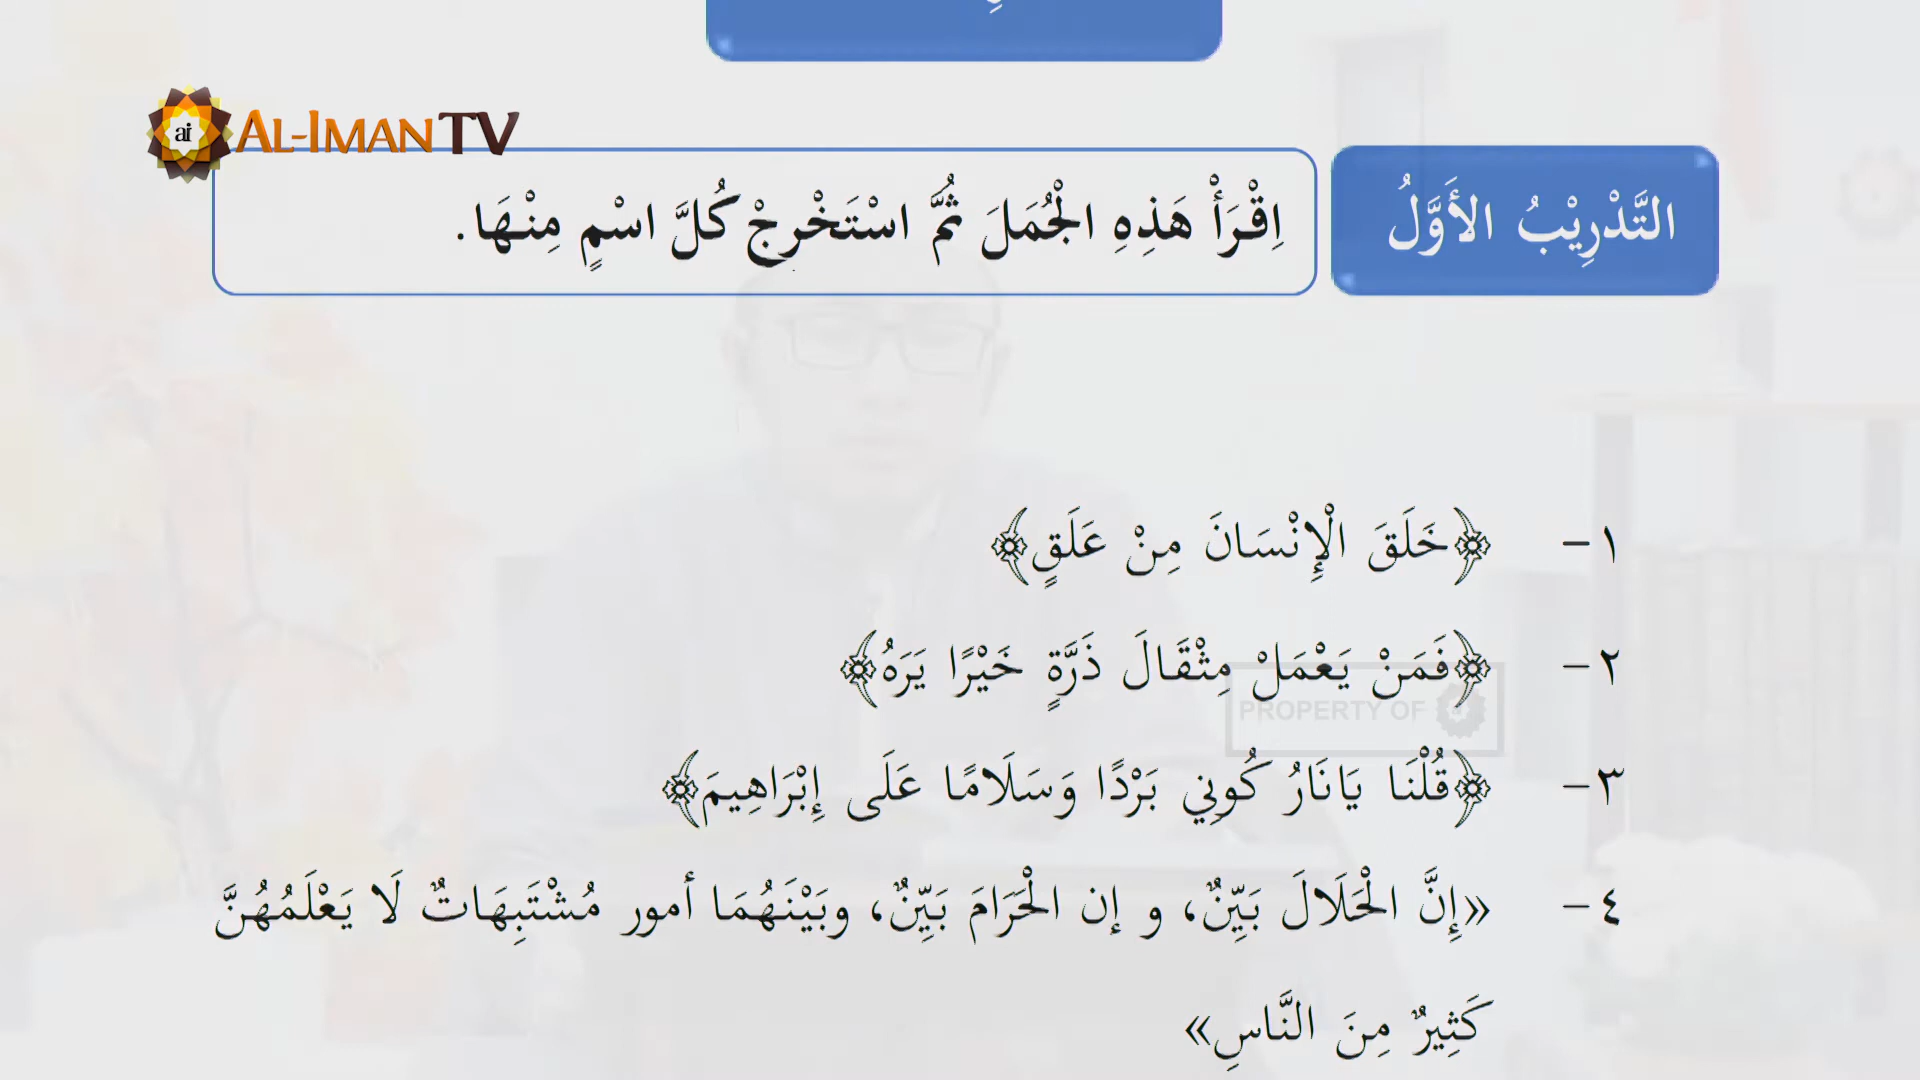 AL-IMAN TV
التَّدْرِيْبُ الأَوَّلُ
اِقْرَأْ هَذِهِ الْجُمَلَ ثُمَّ اسْتَخْرِجْ كُلَّ اسْمٍ مِنْهَا.
١- ﴿خَلَقَ الْإِنْسَانَ مِنْ عَلَقٍ﴾
٢- ﴿فَمَنْ يَعْمَلْ مِثْقَالَ ذَرَّةٍ خَيْرًا يَرَهُ﴾
PROPERTY OF
٣- ﴿قُلْنَا يَانَارُ كُونِي بَرْدًا وَسَلَامًا عَلَى إِبْرَاهِيمَ﴾
٤- «إِنَّ الْحَلَالَ بَيِّنٌ، و إن الْحَرَامَ بَيِّنٌ، وبَيْنَهُمَا أمور مُشْتَبِهَاتٌ لَا يَعْلَمُهُنَّ
كَثِيرٌ مِنَ النَّاسِ»